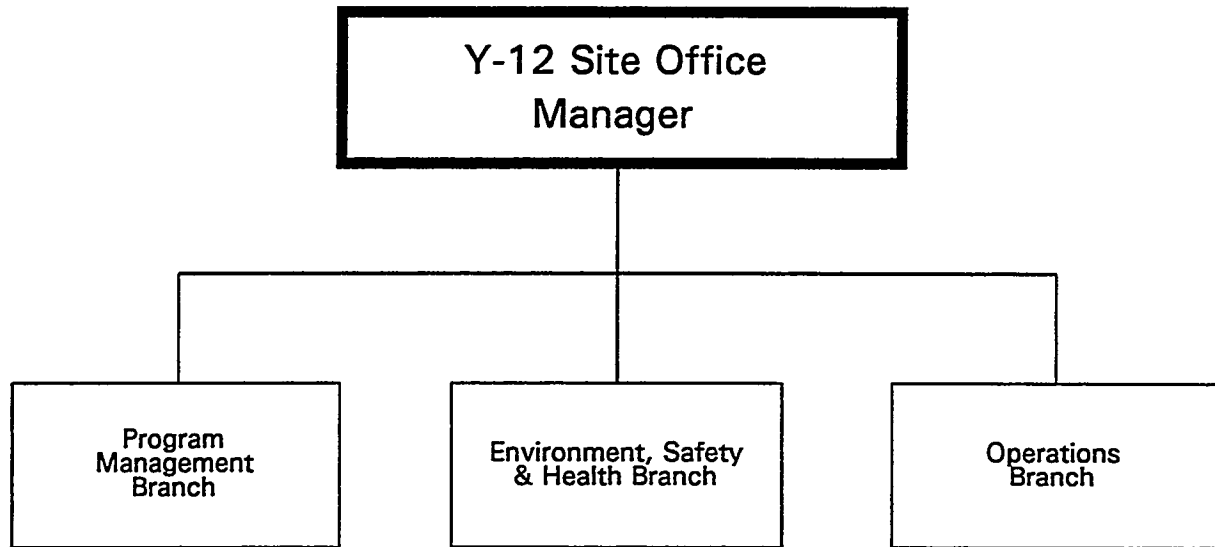 Y-12 Site Office
Manager
Program
Management
Branch
Environment, Safety
& Health Branch
Operations
Branch